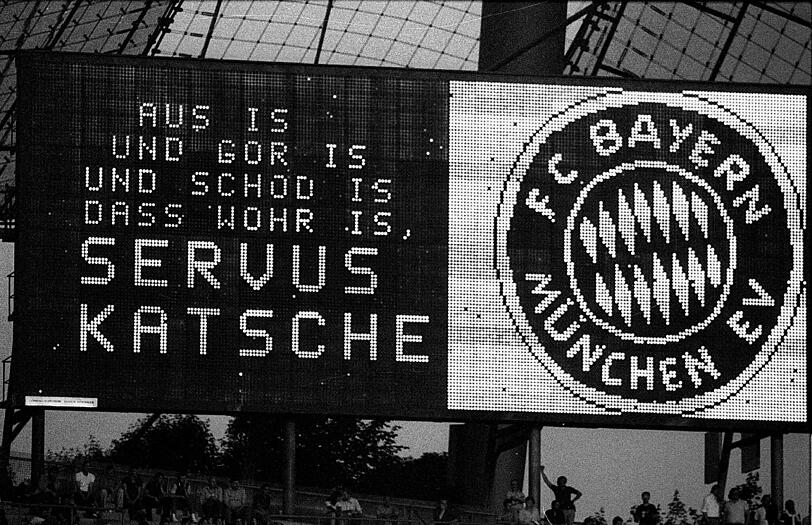 AUS IS
UND GOR IS
UND SCHOD IS
DASS WOHR IS,
SERVUS
KATSCHE
FC BAYERN
MÜNCHEN EV